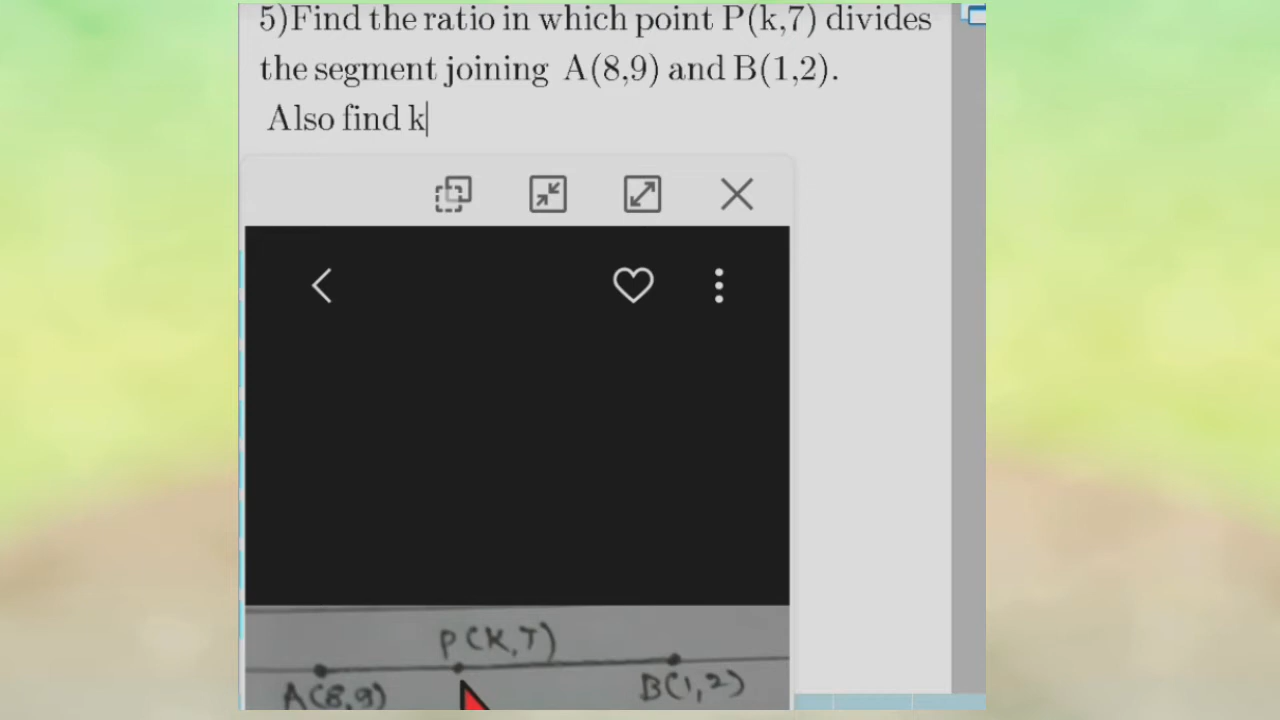 5)Find the ratio in which point P(k,7) divides
the segment joining A(8,9) and B(1,2).
Also find k
P(K,7)
A(8,9)
B(1,2)